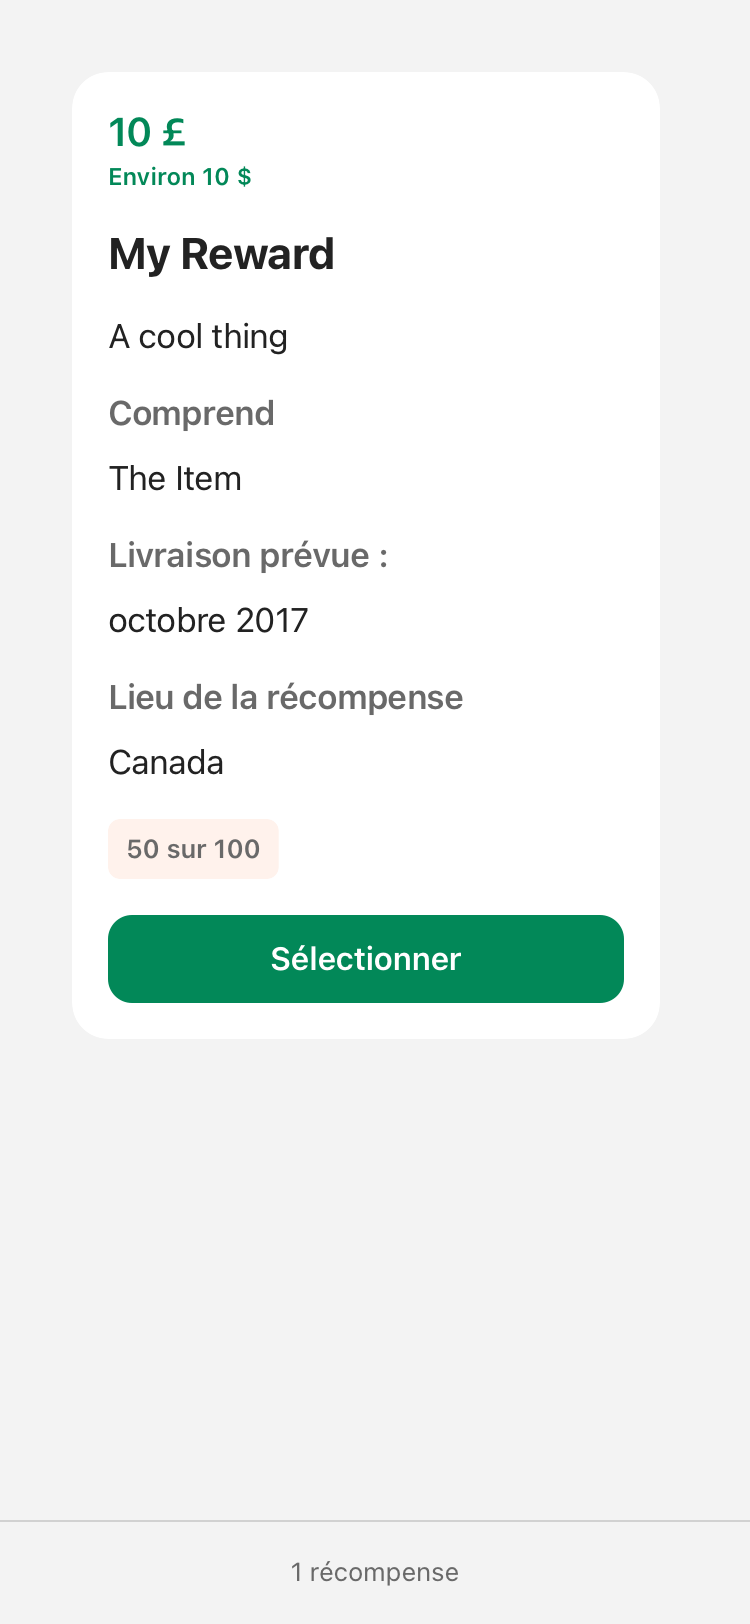 10 £
Environ 10 $
My Reward
A cool thing
Comprend
The Item
Livraison prévue :
octobre 2017
Lieu de la récompense
Canada
50 sur 100
Sélectionner
1 récompense